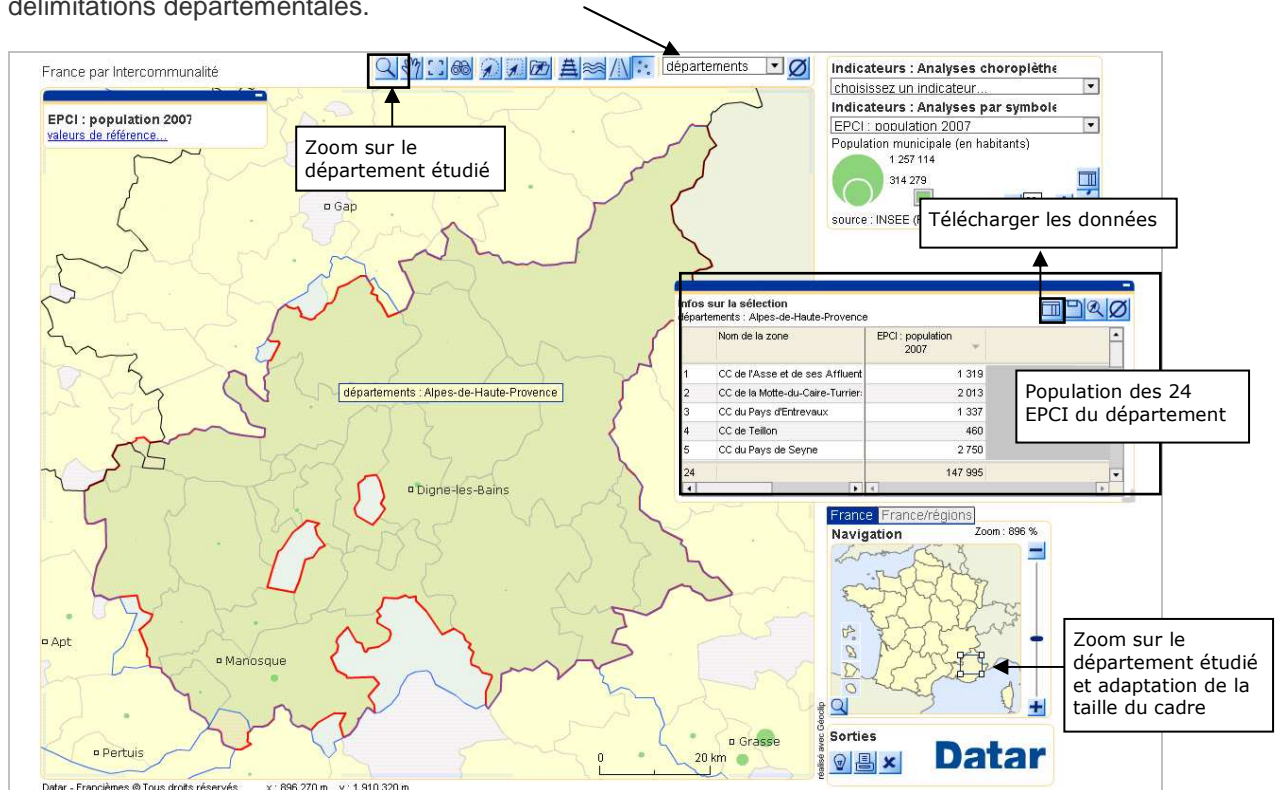 délimitations départementales.
France par Intercommunalité
départements
EPCI : population 2007
valeurs de référence...
Zoom sur le
département étudié
Indicateurs : Analyses choroplèthe
choisissez un indicateur...
Indicateurs : Analyses par symbole
EPCI : population 2007
Population municipale (en habitants)
1 257 114
314 279
source : INSEE
Télécharger les données
Infos sur la sélection
départements : Alpes-de-Haute-Provence
Nom de la zone EPCI : population
2007
1 CC de l'Asse et de ses Affluent 1 319
2 CC de la Motte-du-Caire-Turrier: 2 013
3 CC du Pays d'Entrevaux 1 337
4 CC de Teillon 460
5 CC du Pays de Seyne 2 750
24 147 995
Population des 24
EPCI du département
Gap
départements : Alpes-de-Haute-Provence
Digne-les-Bains
Apt
Manosque
Pertuis
Grasse
0 20 km
France France/régions
Navigation Zoom : 896 %
Zoom sur le
département étudié
et adaptation de la
taille du cadre
réalisé avec Géoclip
Sorties
Datar
Datar - Francièmes © Tous droits réservés x : 896 270 m y : 1 910 320 m